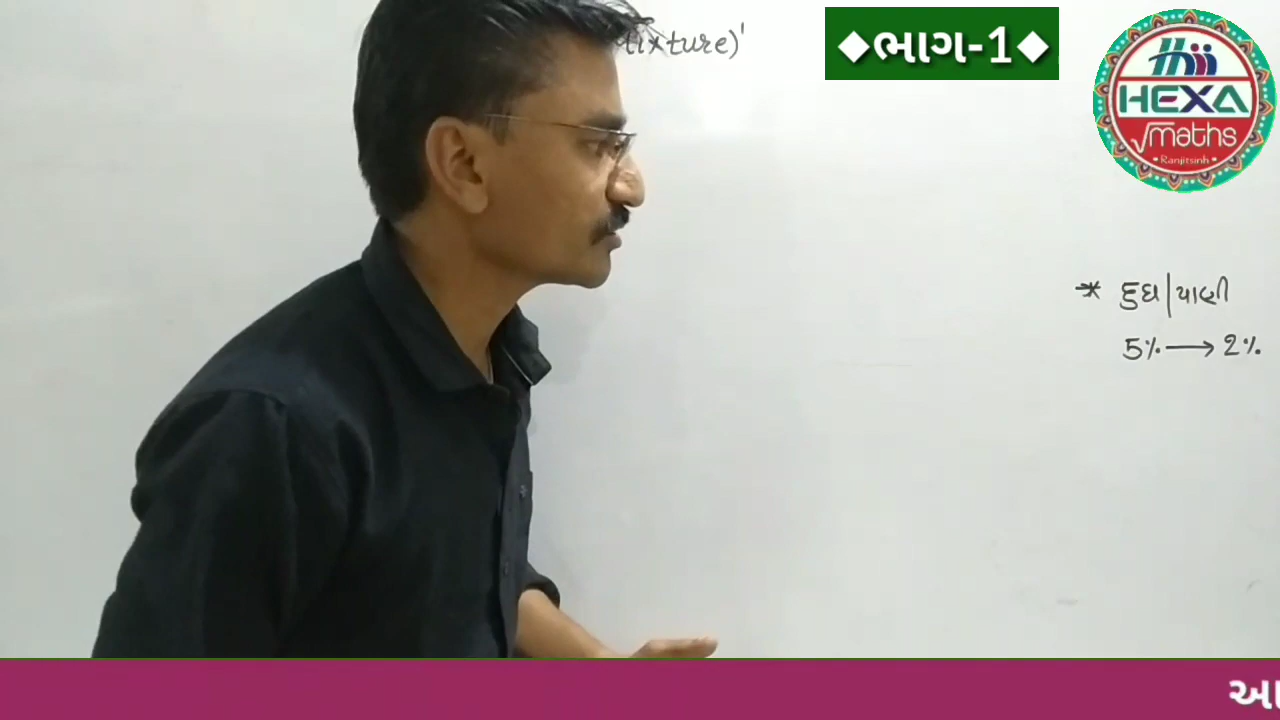 ixture)'
◆ભાગ-1◆
HEXA
√maths
• Ranjitsinh •
* દુધ|પાણી
5% → 2%
આ